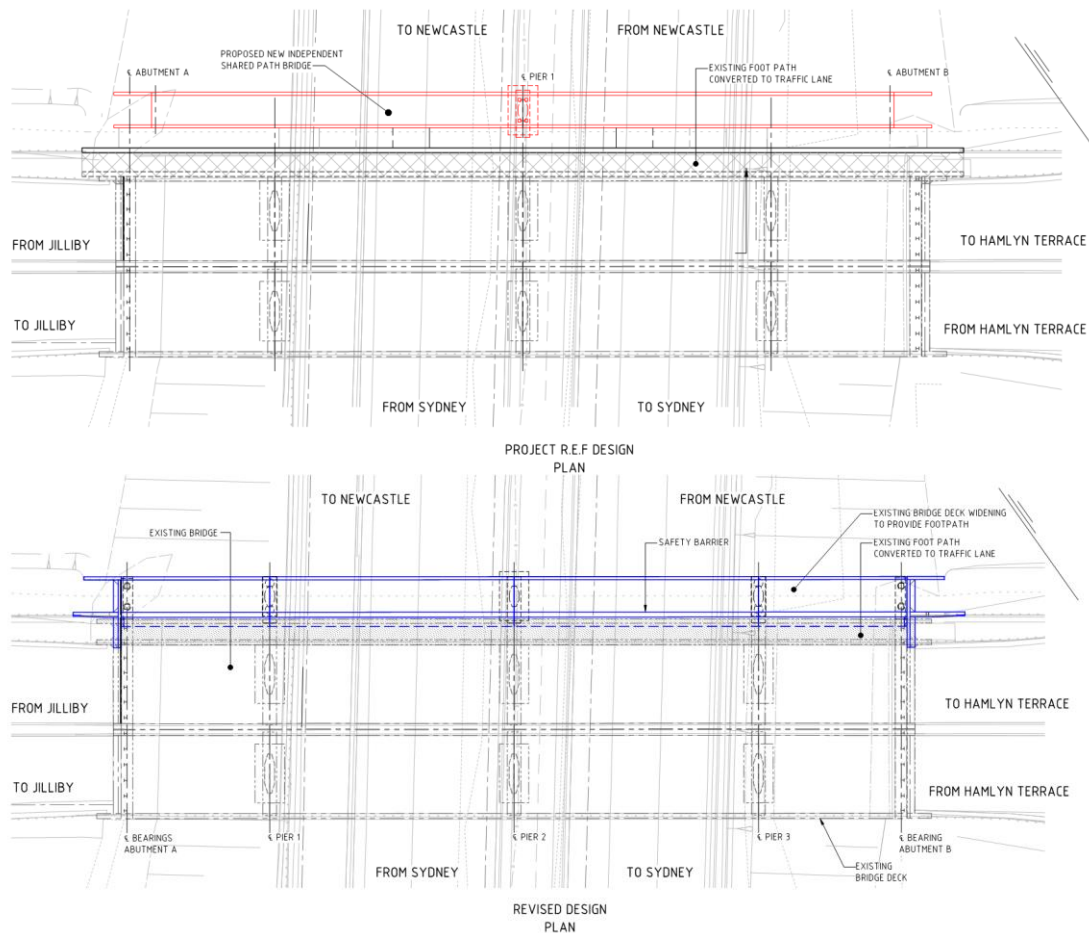 TO NEWCASTLE
FROM NEWCASTLE
PROPOSED NEW INDEPENDENT
SHARED PATH BRIDGE
℄ ABUTMENT A
℄ PIER 1
EXISTING FOOT PATH
CONVERTED TO TRAFFIC LANE
℄ ABUTMENT B
FROM JILLIBY
TO HAMLYN TERRACE
TO JILLIBY
FROM HAMLYN TERRACE
FROM SYDNEY
TO SYDNEY
PROJECT R.E.F DESIGN
PLAN
TO NEWCASTLE
FROM NEWCASTLE
EXISTING BRIDGE
SAFETY BARRIER
EXISTING BRIDGE DECK WIDENING
TO PROVIDE FOOTPATH
EXISTING FOOT PATH
CONVERTED TO TRAFFIC LANE
FROM JILLIBY
TO HAMLYN TERRACE
TO JILLIBY
FROM HAMLYN TERRACE
℄ BEARINGS
ABUTMENT A
℄ PIER 1
℄ PIER 2
℄ PIER 3
℄ BEARING
ABUTMENT B
FROM SYDNEY
TO SYDNEY
EXISTING
BRIDGE DECK
REVISED DESIGN
PLAN